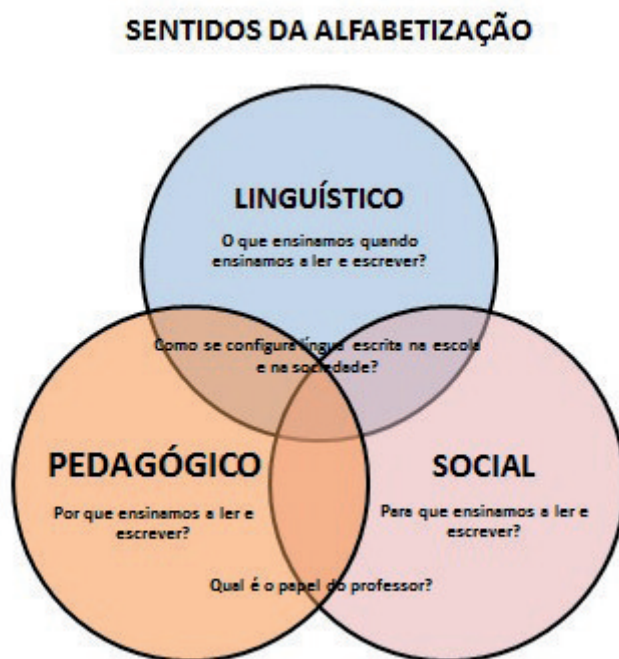 SENTIDOS DA ALFABETIZAÇÃO
LINGUÍSTICO
O que ensinamos quando
ensinamos a ler e escrever?
Como se configura língua escrita na escola
e na sociedade?
PEDAGÓGICO
Por que ensinamos a ler e
escrever?
SOCIAL
Para que ensinamos a ler e
escrever?
Qual é o papel do professor?